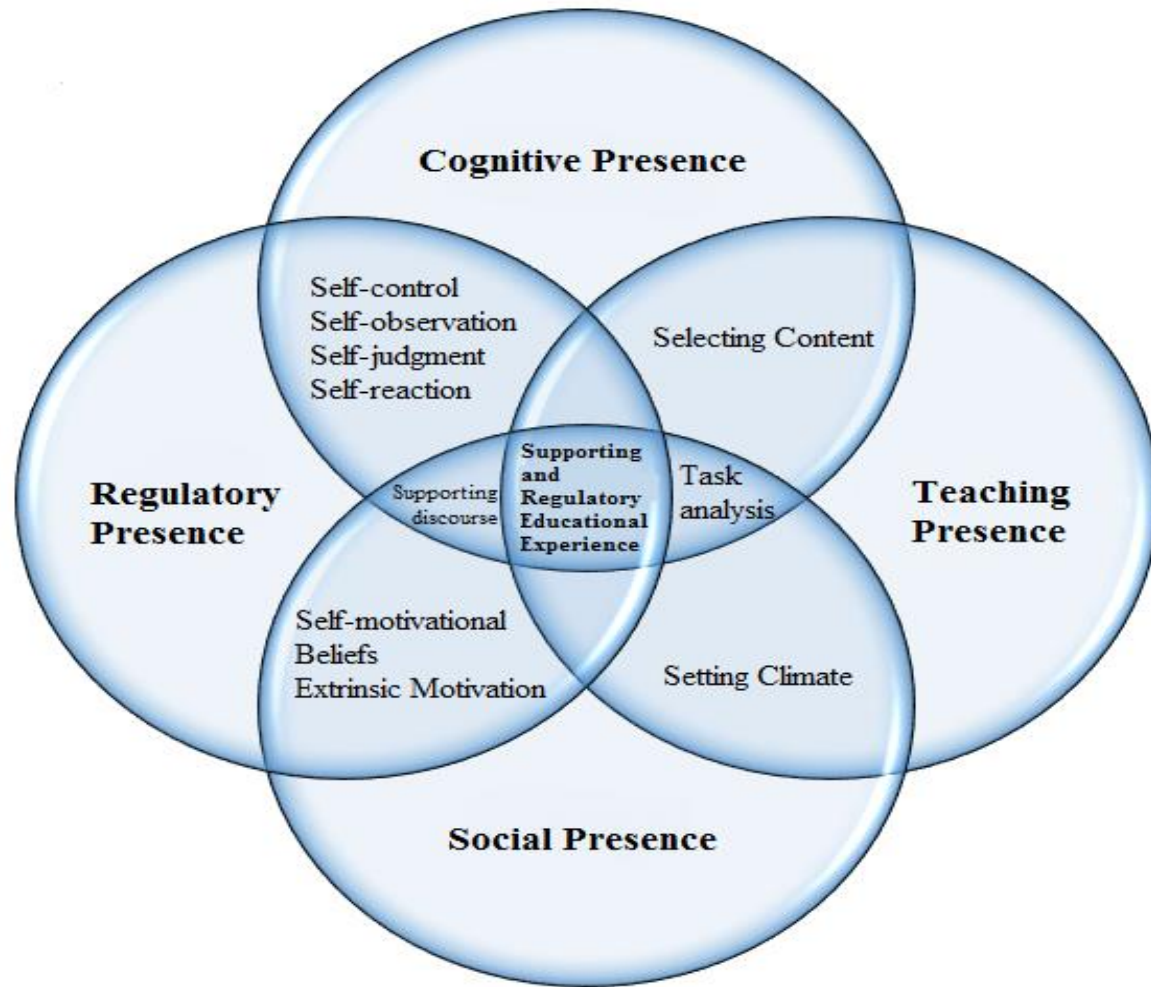 Cognitive Presence
Self-control
Self-observation
Self-judgment
Self-reaction
Selecting Content
Regulatory
Presence
Supporting
discourse
Supporting
and
Regulatory
Educational
Experience
Task
analysis
Teaching
Presence
Self-motivational
Beliefs
Extrinsic Motivation
Setting Climate
Social Presence